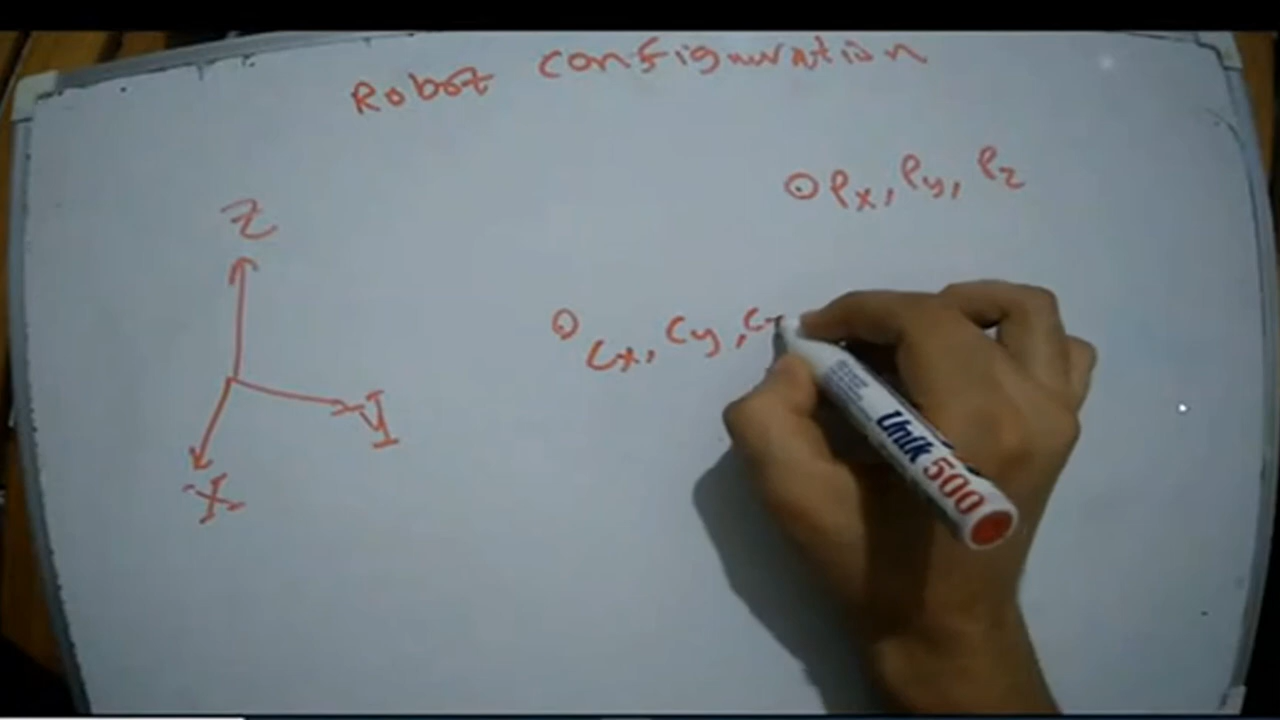 Robot configuration
Px, Py, Pz
Z
Cx, Cy, C
Y
X
Unik 500